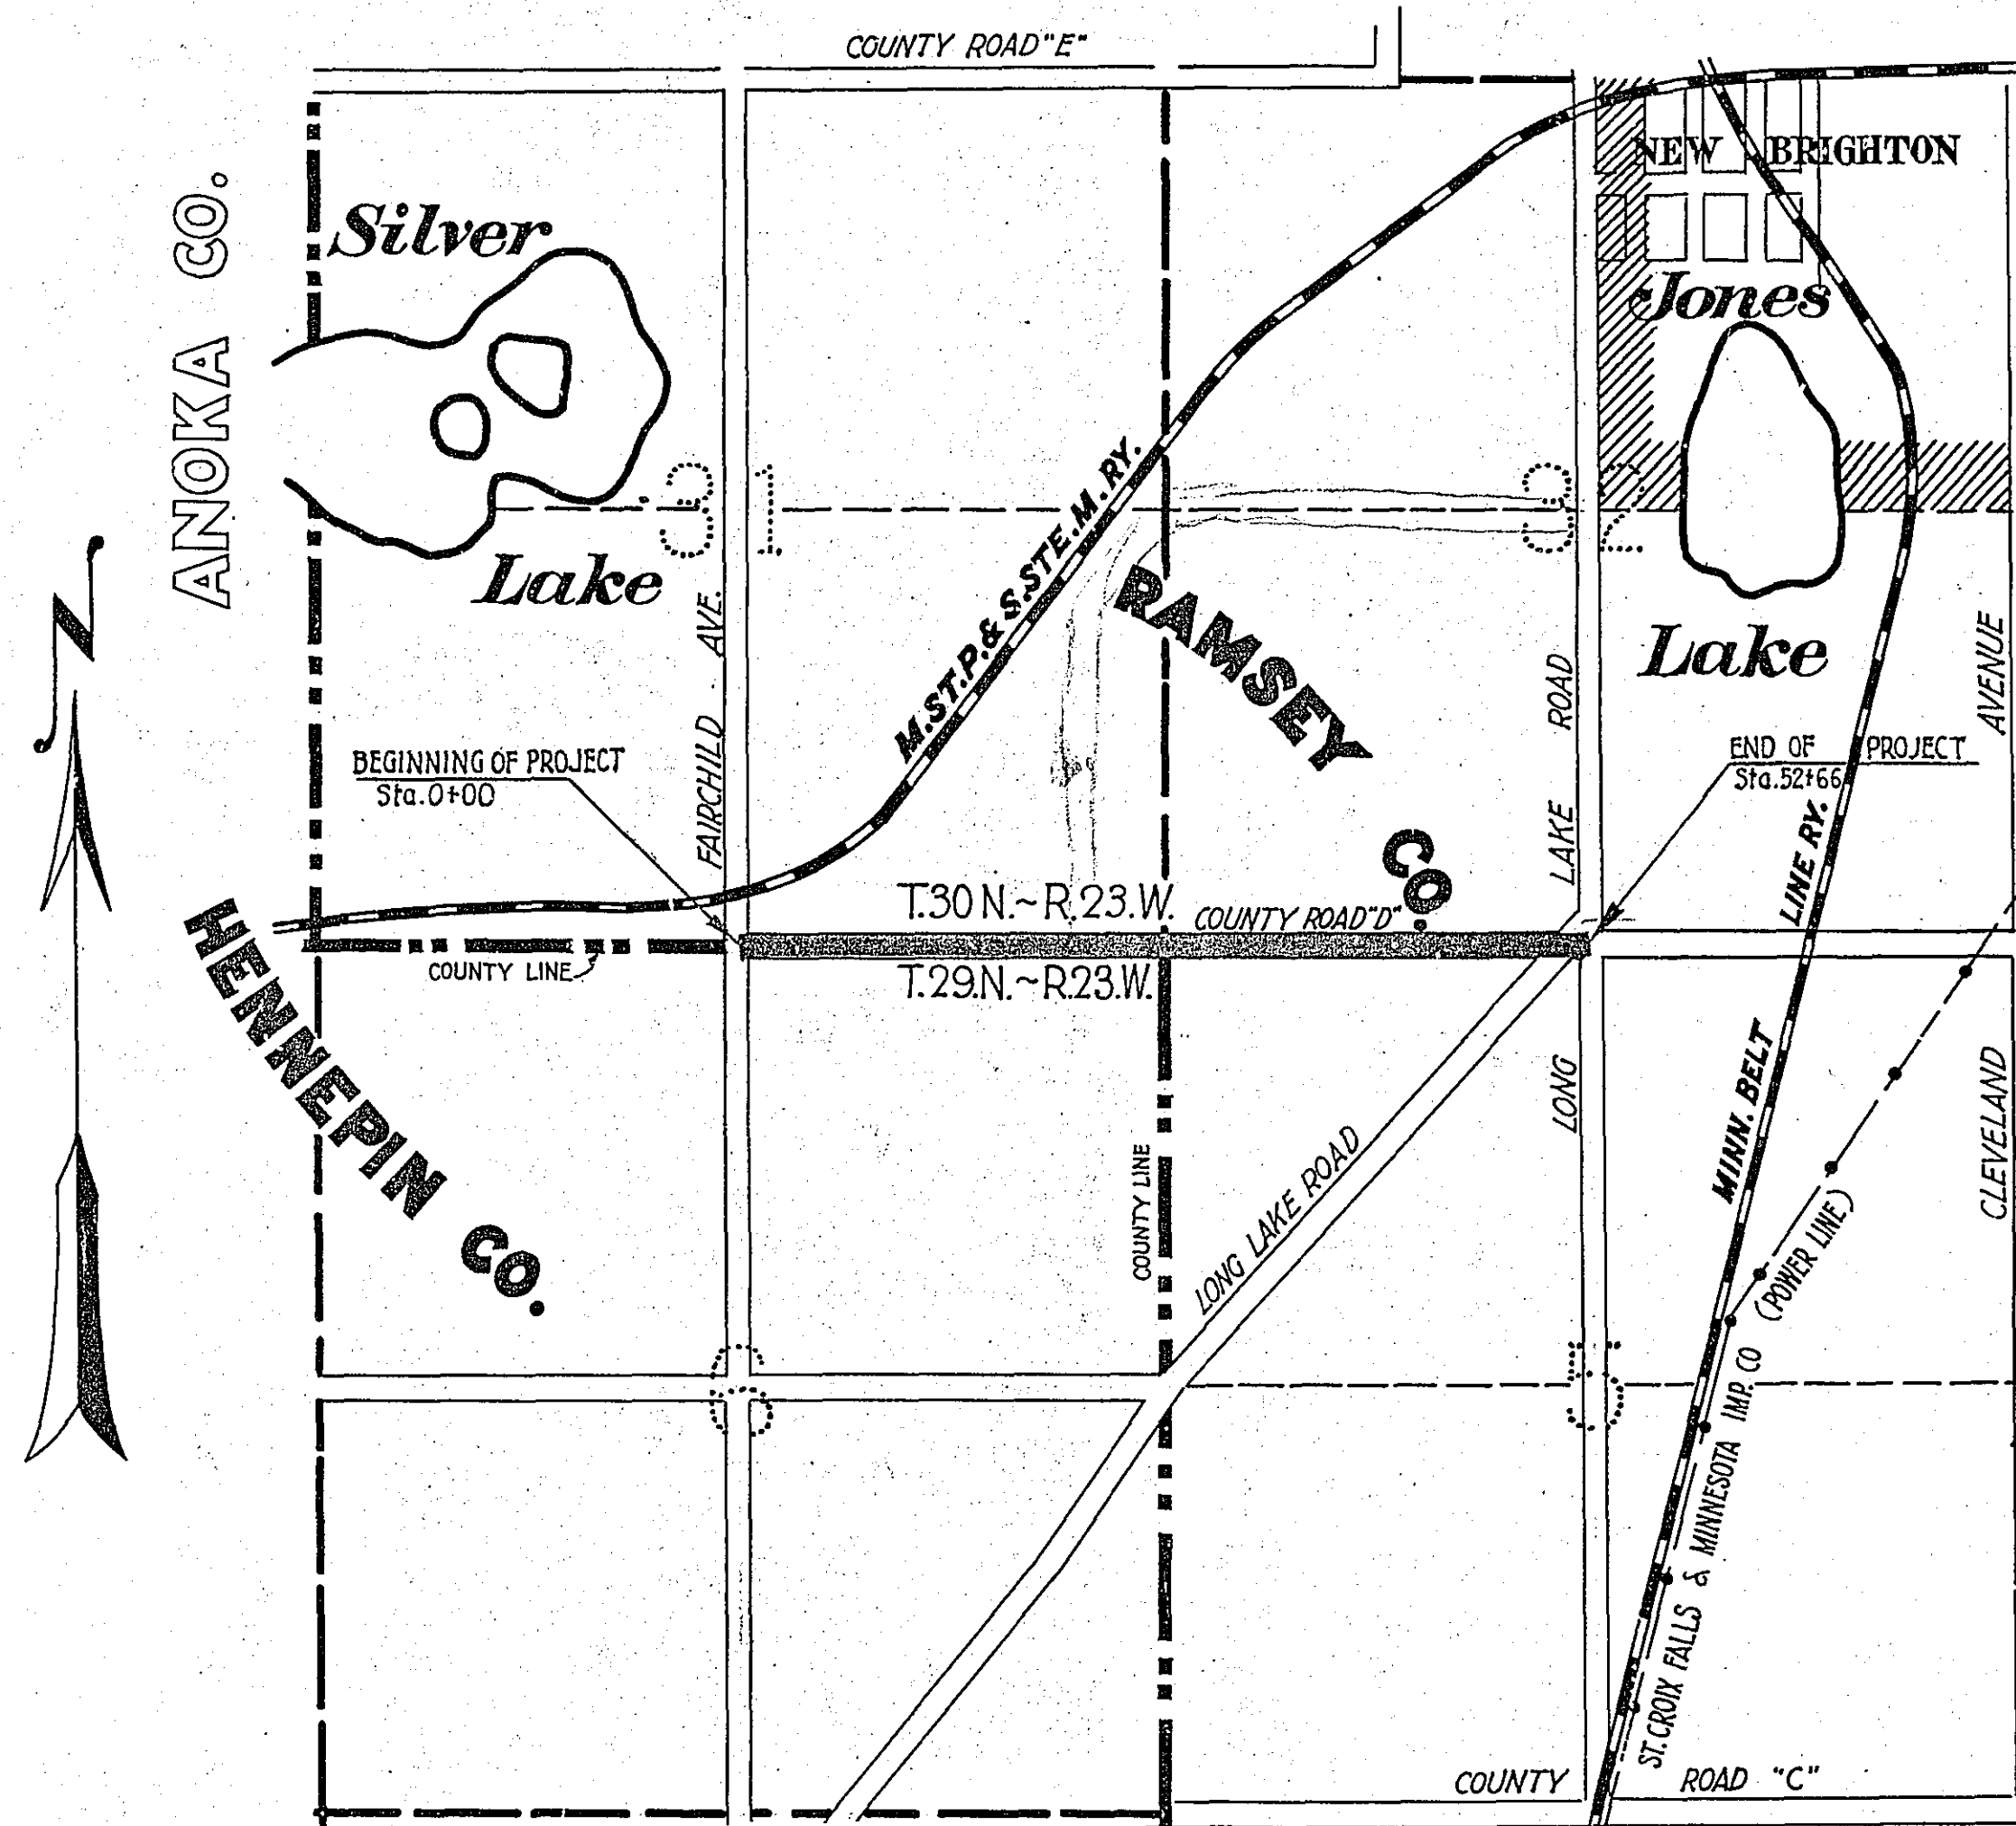 COUNTY ROAD "E"
NEW BRIGHTON
ANOKA CO.
Silver
Lake
Jones
Lake
31
32
N
FAIRCHILD AVE.
M.ST.P.& S.STE.M. RY.
RAMSEY CO.
LONG LAKE ROAD
CLEVELAND AVENUE
BEGINNING OF PROJECT
Sta.0+00
END OF PROJECT
Sta.52+66
MINN. BELT LINE RY.
T.30 N.~R.23.W.
COUNTY ROAD "D"
COUNTY LINE
T.29.N.~R.23.W.
HENNEPIN CO.
COUNTY LINE
LONG LAKE ROAD
(POWER LINE)
6
5
ST.CROIX FALLS & MINNESOTA IMP. CO
COUNTY ROAD "C"